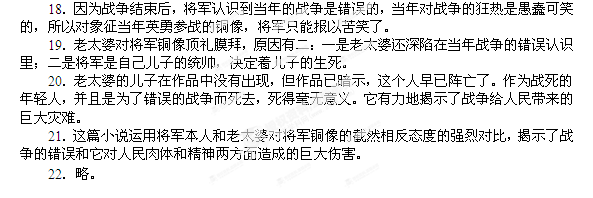 18．因为战争结束后，将军认识到当年的战争是错误的，当年对战争的狂热是愚蠢可笑
的，所以对象征当年英勇参战的铜像，将军只能报以苦笑了。
19．老太婆对将军铜像顶礼膜拜，原因有二：一是老太婆还深陷在当年战争的错误认识
里；二是将军是自己儿子的统帅，决定着儿子的生死。
20．老太婆的儿子在作品中没有出现，但作品已暗示，这个人早已阵亡了。作为战死的
年轻人，并且是为了错误的战争而死去，死得毫无意义。它有力地揭示了战争给人民带来的
巨大灾难。
21．这篇小说运用将军本人和老太婆对将军铜像的截然相反态度的强烈对比，揭示了战
争的错误和它对人民肉体和精神两方面造成的巨大伤害。
22．略。